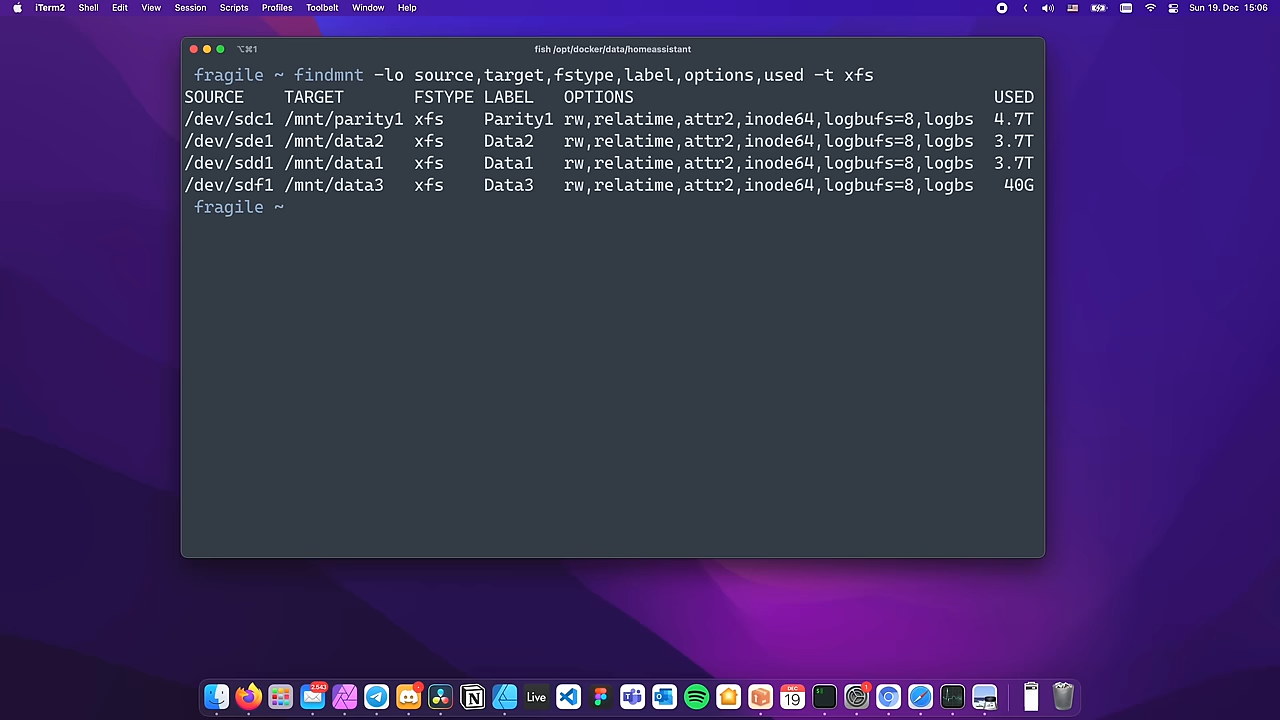 iTerm2 Shell Edit View Session Scripts Profiles Toolbelt Window Help Sun 19. Dec 15:06
⌥⌘1 fish /opt/docker/data/homeassistant
fragile ~ findmnt -lo source,target,fstype,label,options,used -t xfs
SOURCE TARGET FSTYPE LABEL OPTIONS USED
/dev/sdc1 /mnt/parity1 xfs Parity1 rw,relatime,attr2,inode64,logbufs=8,logbs 4.7T
/dev/sde1 /mnt/data2 xfs Data2 rw,relatime,attr2,inode64,logbufs=8,logbs 3.7T
/dev/sdd1 /mnt/data1 xfs Data1 rw,relatime,attr2,inode64,logbufs=8,logbs 3.7T
/dev/sdf1 /mnt/data3 xfs Data3 rw,relatime,attr2,inode64,logbufs=8,logbs 40G
fragile ~
2,543
Live
DEC
19